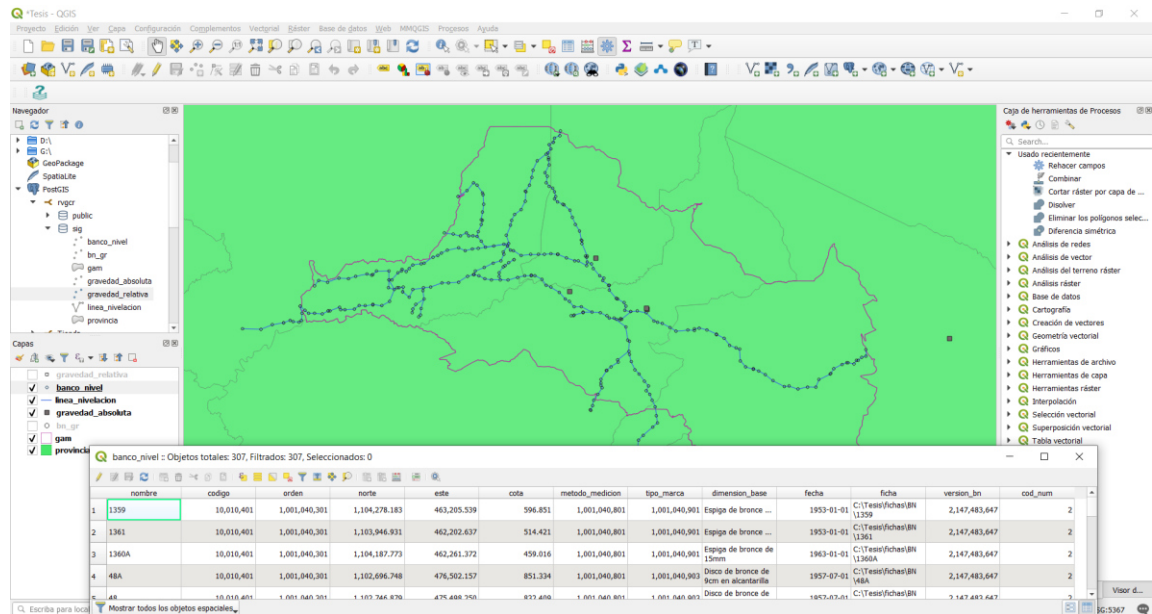 *Tesis - QGIS
Proyecto Edición Ver Capa Configuración Complementos Vectorial Ráster Base de datos Web MMQGIS Procesos Ayuda
Navegador
D:\
G:\
GeoPackage
SpatiaLite
PostGIS
rvgcr
public
sig
banco_nivel
bn_gr
gam
gravedad_absoluta
gravedad_relativa
linea_nivelacion
provincia
Capas
gravedad_relativa
banco_nivel
linea_nivelacion
gravedad_absoluta
bn_gr
gam
provincia
Caja de herramientas de Procesos
Search...
Usado recientemente
Rehacer campos
Combinar
Cortar ráster por capa de ...
Disolver
Eliminar los polígonos selec...
Diferencia simétrica
Análisis de redes
Análisis de vector
Análisis del terreno ráster
Análisis ráster
Base de datos
Cartografía
Creación de vectores
Geometría vectorial
Gráficos
Herramientas de archivo
Herramientas de capa
Herramientas ráster
Interpolación
Selección vectorial
Superposición vectorial
Tabla vectorial
banco_nivel :: Objetos totales: 307, Filtrados: 307, Seleccionados: 0
nombre codigo orden norte este cota metodo_medicion tipo_marca dimension_base fecha ficha version_bn cod_num
1 1359 10,010,401 1,001,040,301 1,104,278.183 463,205.539 596.851 1,001,040,801 1,001,040,901 Espiga de bronce ... 1953-01-01 C:\Tesis\fichas\BN\1359 2,147,483,647 2
2 1361 10,010,401 1,001,040,301 1,103,946.931 462,202.637 514.421 1,001,040,801 1,001,040,901 Espiga de bronce ... 1953-01-01 C:\Tesis\fichas\BN\1361 2,147,483,647 2
3 1360A 10,010,401 1,001,040,301 1,104,187.773 462,261.372 459.016 1,001,040,801 1,001,040,901 Espiga de bronce de 15mm 1963-01-01 C:\Tesis\fichas\BN\1360A 2,147,483,647 2
4 48A 10,010,401 1,001,040,301 1,102,696.748 476,502.157 851.334 1,001,040,801 1,001,040,903 Disco de bronce de 9cm en alcantarilla 1957-07-01 C:\Tesis\fichas\BN\48A 2,147,483,647 2
Disco de bronce de
Mostrar todos los objetos espaciales
Escriba para loca
Visor d...
SG:5367